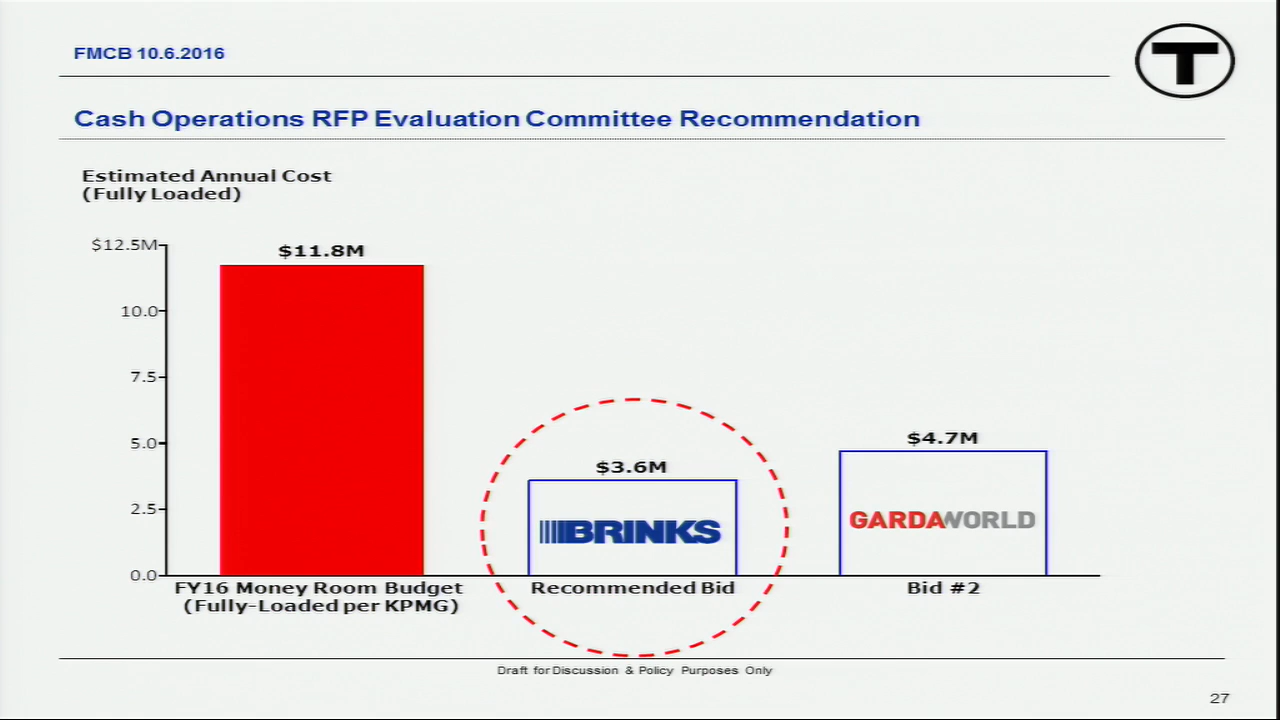 FMCB 10.6.2016
T
Cash Operations RFP Evaluation Committee Recommendation
Estimated Annual Cost
(Fully Loaded)
$12.5M
10.0
7.5
5.0
2.5
0.0
$11.8M
$3.6M
$4.7M
BRINKS
GARDAWORLD
FY16 Money Room Budget
(Fully-Loaded per KPMG)
Recommended Bid
Bid #2
Draft for Discussion & Policy Purposes Only
27